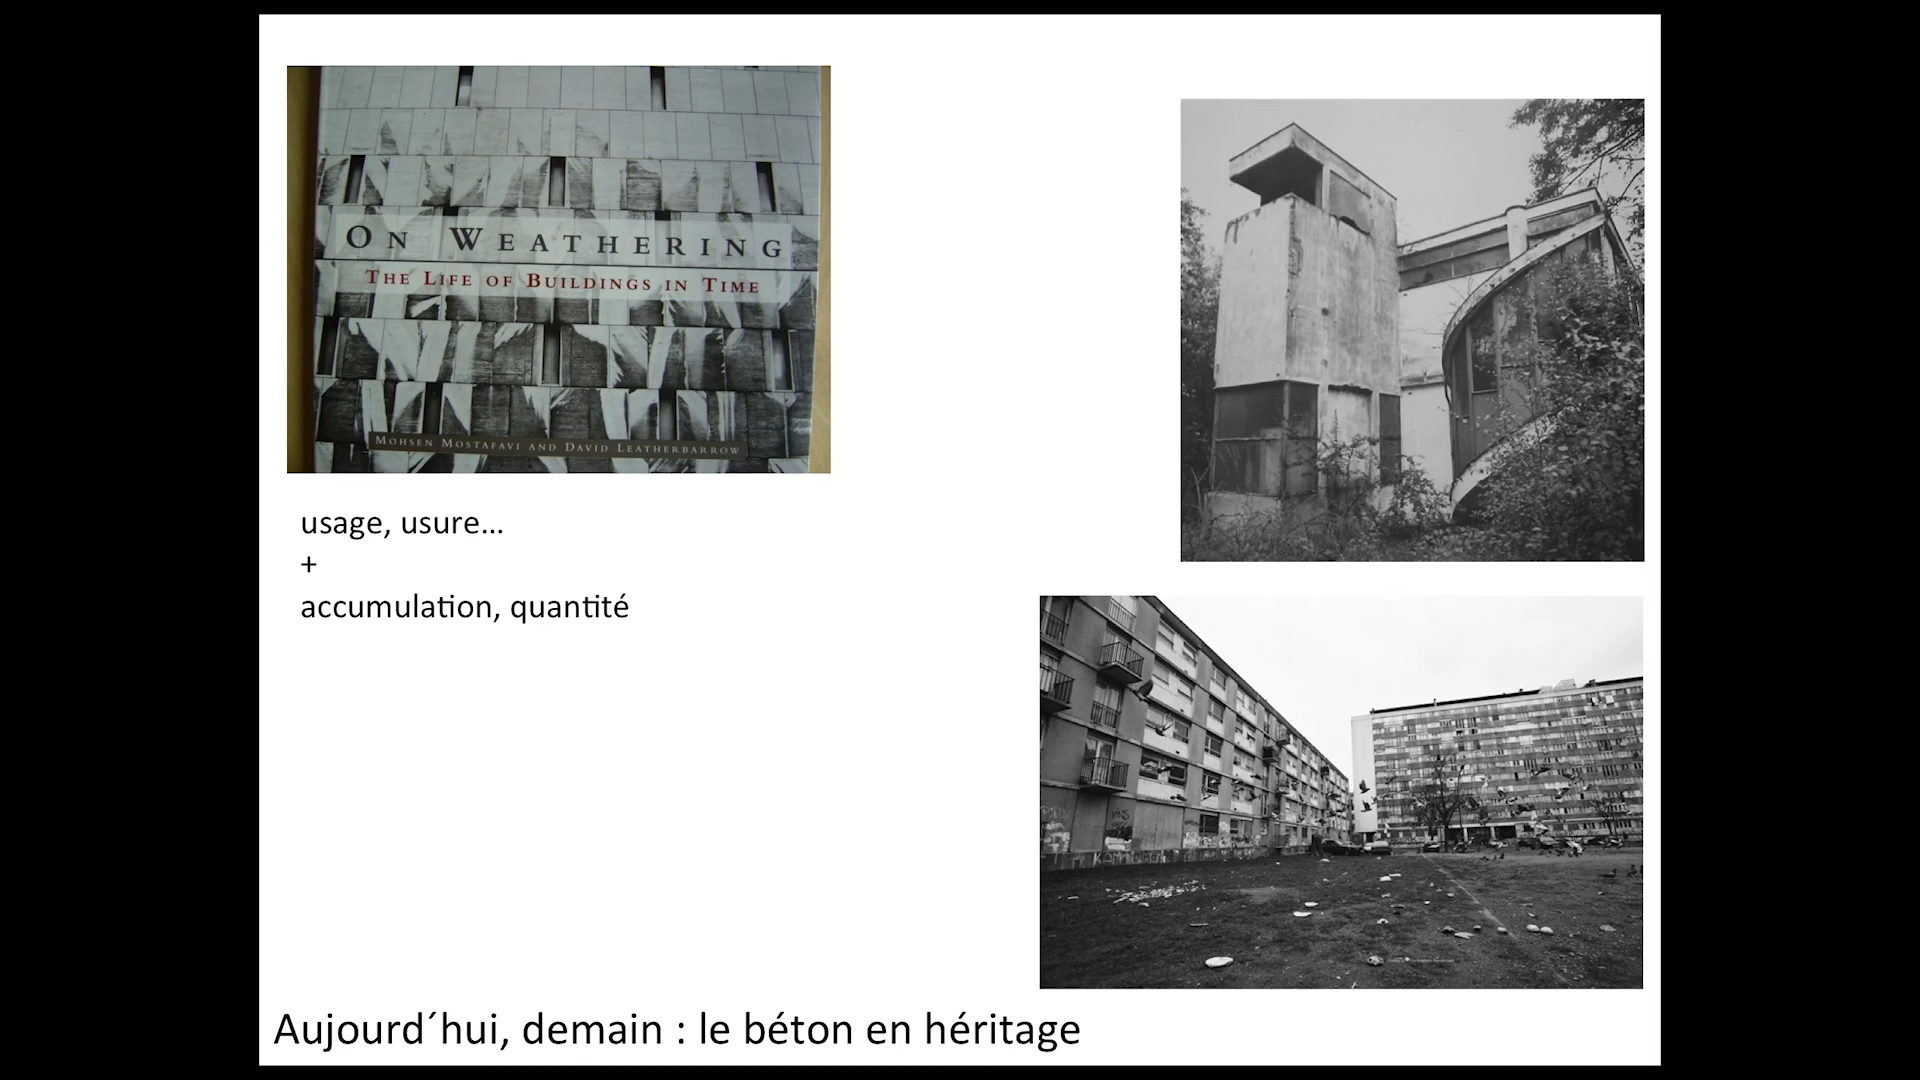 ON WEATHERING
THE LIFE OF BUILDINGS IN TIME
MOHSEN MOSTAFAVI AND DAVID LEATHERBARROW
usage, usure...
+
accumulation, quantité
Aujourd´hui, demain : le béton en héritage